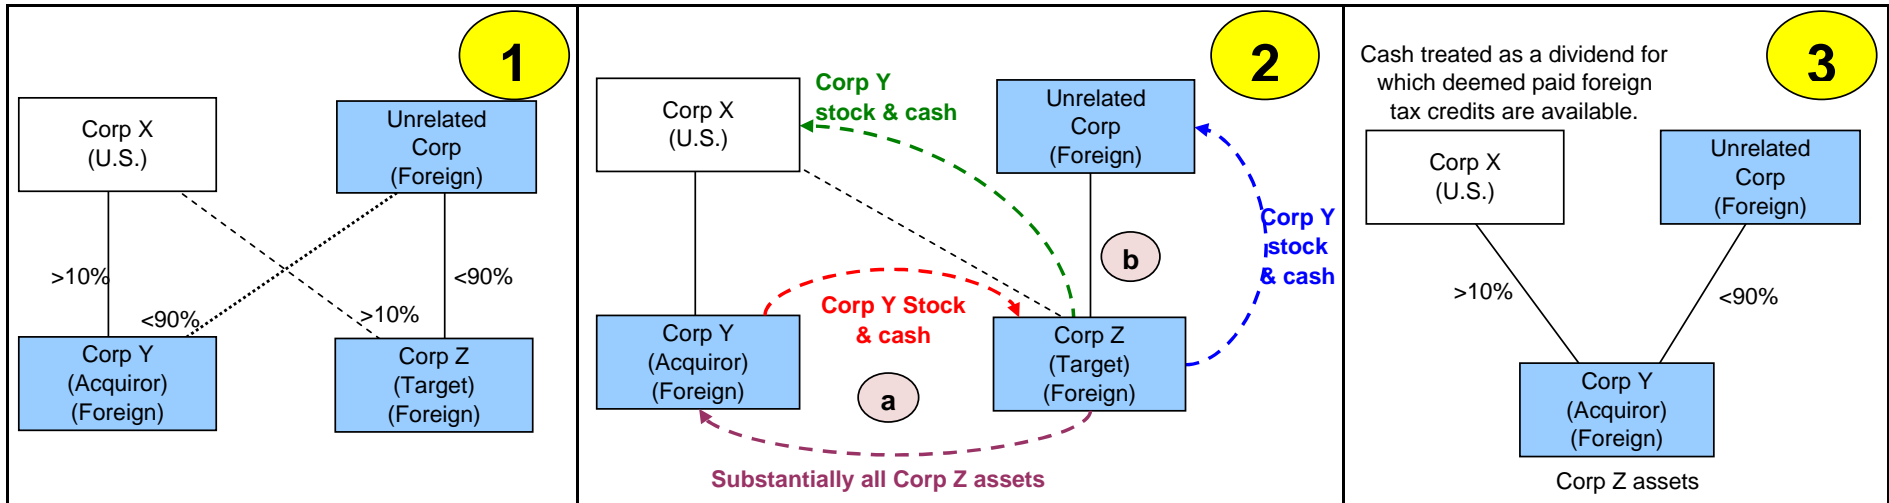 1
Corp X
(U.S.)
Unrelated
Corp
(Foreign)
>10%
<90%
>10%
<90%
Corp Y
(Acquiror)
(Foreign)
Corp Z
(Target)
(Foreign)
2
Corp Y
stock & cash
Corp X
(U.S.)
Unrelated
Corp
(Foreign)
Corp Y
stock
& cash
b
Corp Y Stock
& cash
Corp Y
(Acquiror)
(Foreign)
a
Corp Z
(Target)
(Foreign)
Substantially all Corp Z assets
3
Cash treated as a dividend for
which deemed paid foreign
tax credits are available.
Corp X
(U.S.)
Unrelated
Corp
(Foreign)
>10%
<90%
Corp Y
(Acquiror)
(Foreign)
Corp Z assets